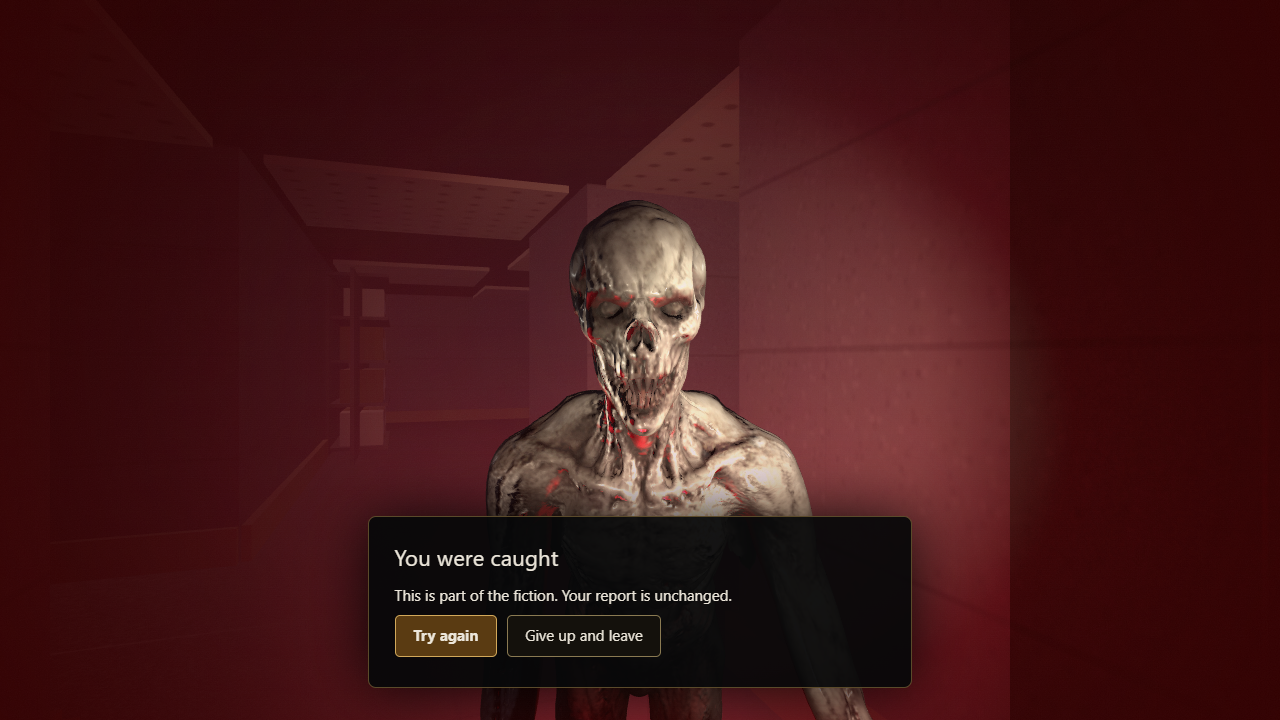 You were caught
This is part of the fiction. Your report is unchanged.
Try again
Give up and leave